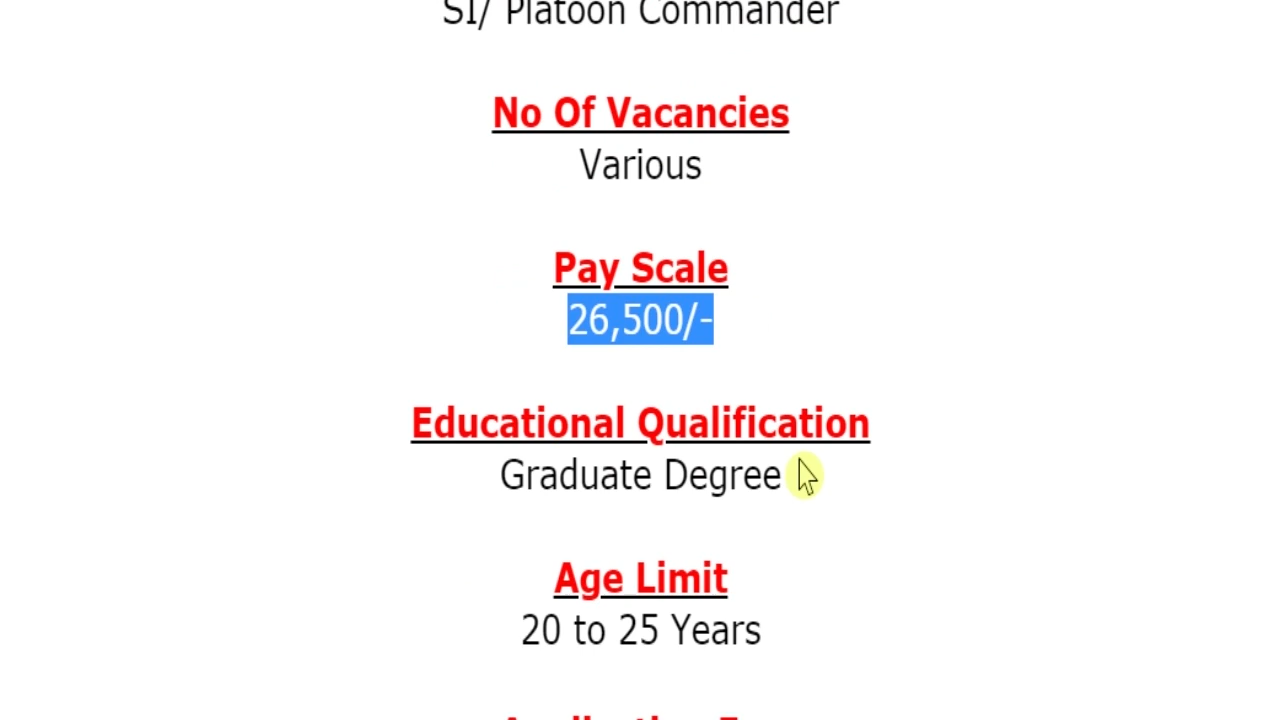 SI/ Platoon Commander
No Of Vacancies
Various
Pay Scale
26,500/-
Educational Qualification
Graduate Degree
Age Limit
20 to 25 Years